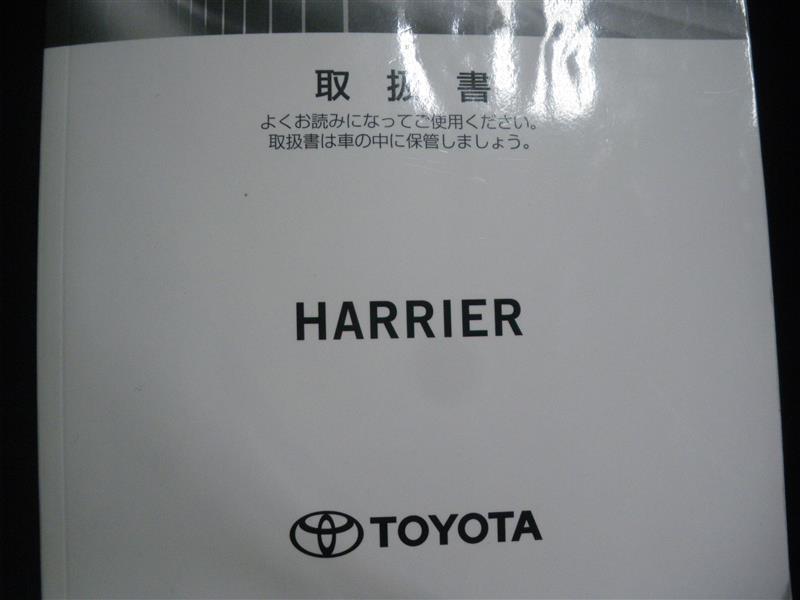 取扱書
よくお読みになってご使用ください。
取扱書は車の中に保管しましょう。
HARRIER
TOYOTA